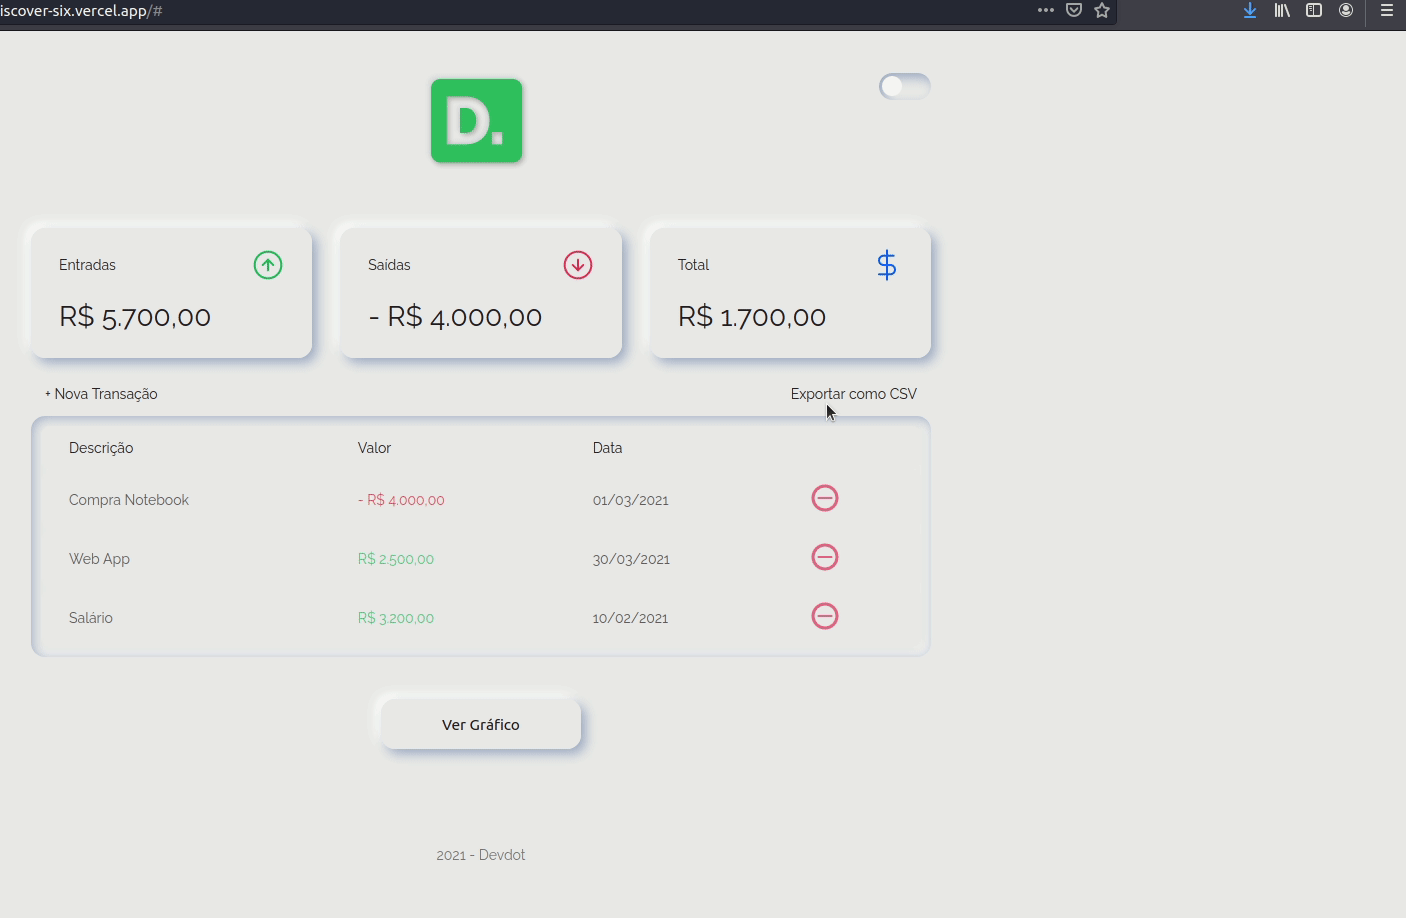 iscover-six.vercel.app/#
D.
Entradas
R$ 5.700,00
Saídas
- R$ 4.000,00
Total
$
R$ 1.700,00
+ Nova Transação
Exportar como CSV
Descrição Valor Data
Compra Notebook - R$ 4.000,00 01/03/2021
Web App R$ 2.500,00 30/03/2021
Salário R$ 3.200,00 10/02/2021
Ver Gráfico
2021 - Devdot